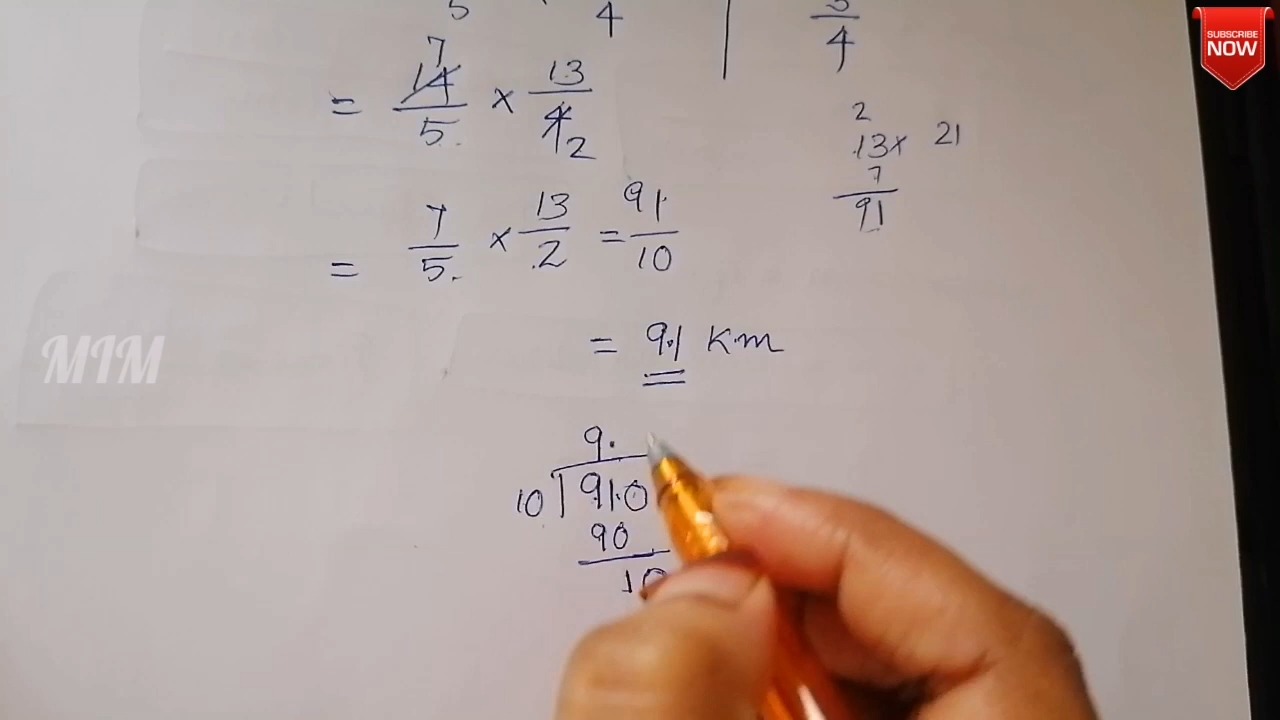 5 4 3/4
= 14/5 × 13/4 7 2
2
13× 21
7
91
= 7/5 × 13/2 = 91/10
= 9.1 Km
9.
10 91.0
90
10
MIM
SUBSCRIBE
NOW